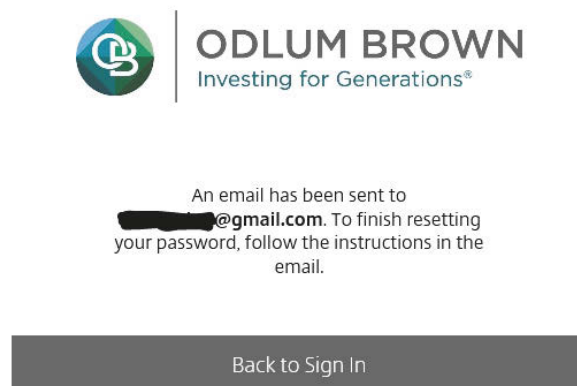 OB
ODLUM BROWN
Investing for Generations®
An email has been sent to
@gmail.com. To finish resetting
your password, follow the instructions in the
email.
Back to Sign In